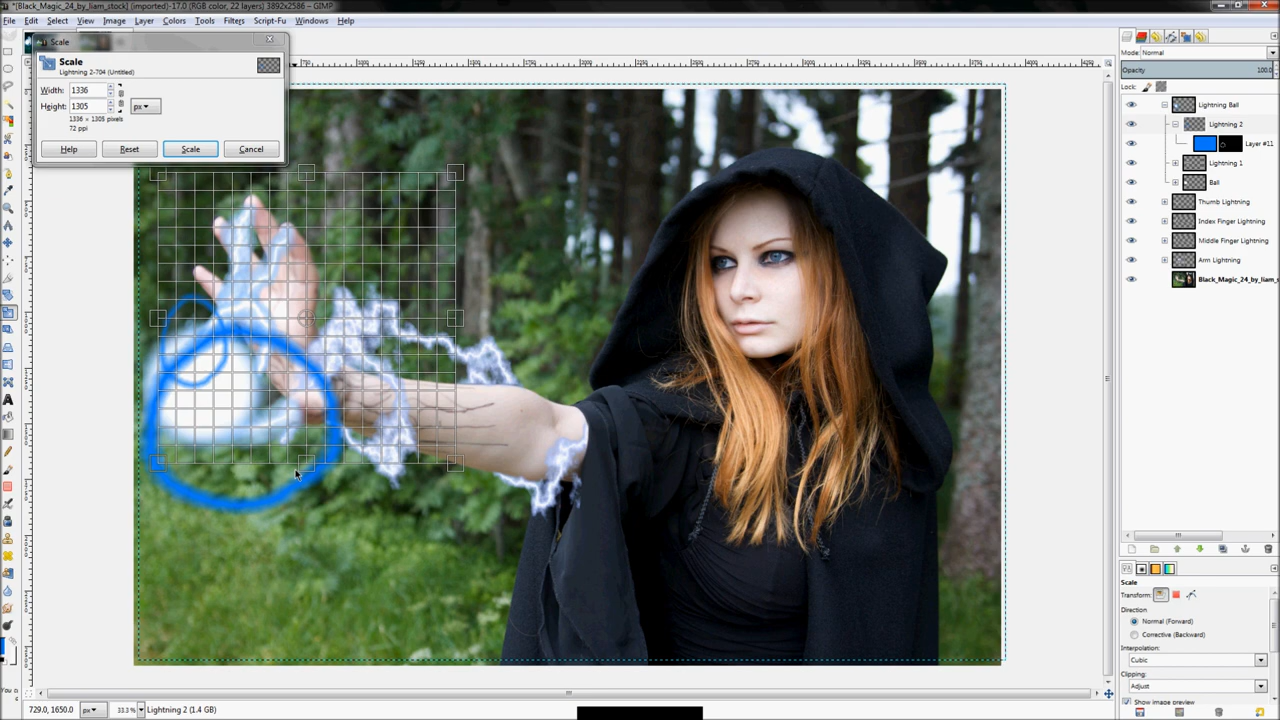 *[Black_Magic_24_by_liam_stock] (imported)-17.0 (RGB color, 22 layers) 3892x2586 – GIMP
File Edit Select View Image Layer Colors Tools Filters Script-Fu Windows Help
Scale
Scale
Lightning 2-704 (Untitled)
Width: 1336
Height: 1305 px
1336 × 1305 pixels
72 ppi
Help Reset Scale Cancel
Mode: Normal
Opacity 100.0
Lock:
Lightning Ball
Lightning 2
Layer #11
Lightning 1
Ball
Thumb Lightning
Index Finger Lightning
Middle Finger Lightning
Arm Lightning
Black_Magic_24_by_liam_s
Scale
Transform:
Direction
Normal (Forward)
Corrective (Backward)
Interpolation:
Cubic
Clipping:
Adjust
Show image preview
729.0, 1650.0 px 33.3 % Lightning 2 (1.4 GB)